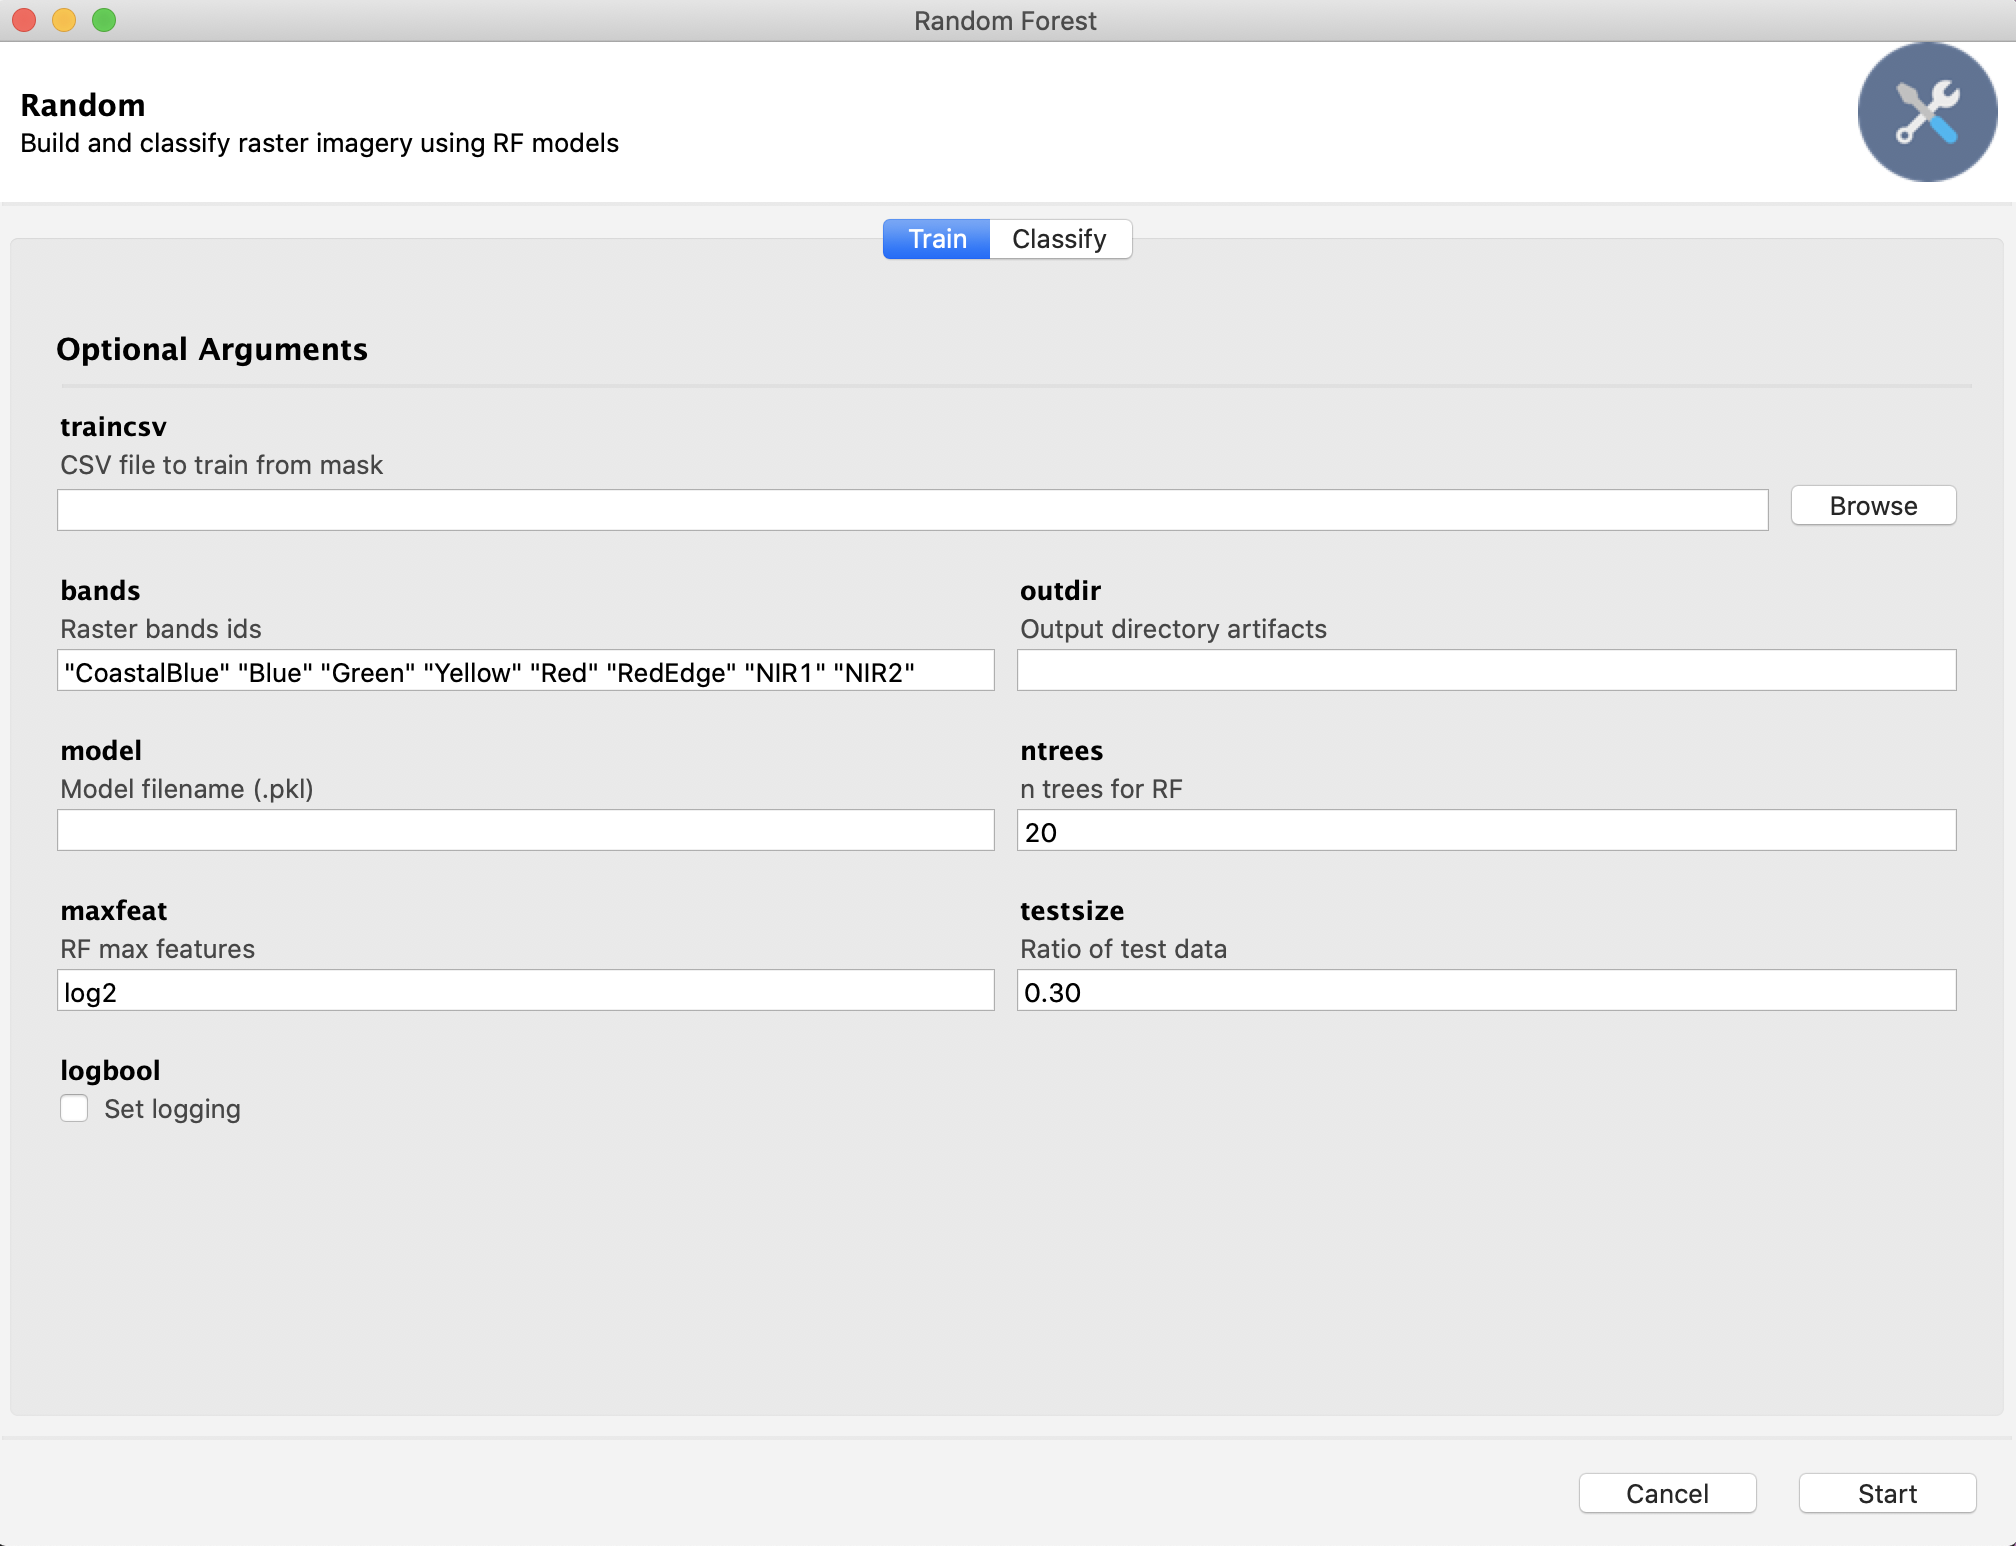 Random Forest
Random
Build and classify raster imagery using RF models
Train Classify
Optional Arguments
traincsv
CSV file to train from mask
Browse
bands
Raster bands ids
"CoastalBlue" "Blue" "Green" "Yellow" "Red" "RedEdge" "NIR1" "NIR2"
outdir
Output directory artifacts
model
Model filename (.pkl)
ntrees
n trees for RF
20
maxfeat
RF max features
log2
testsize
Ratio of test data
0.30
logbool
Set logging
Cancel Start